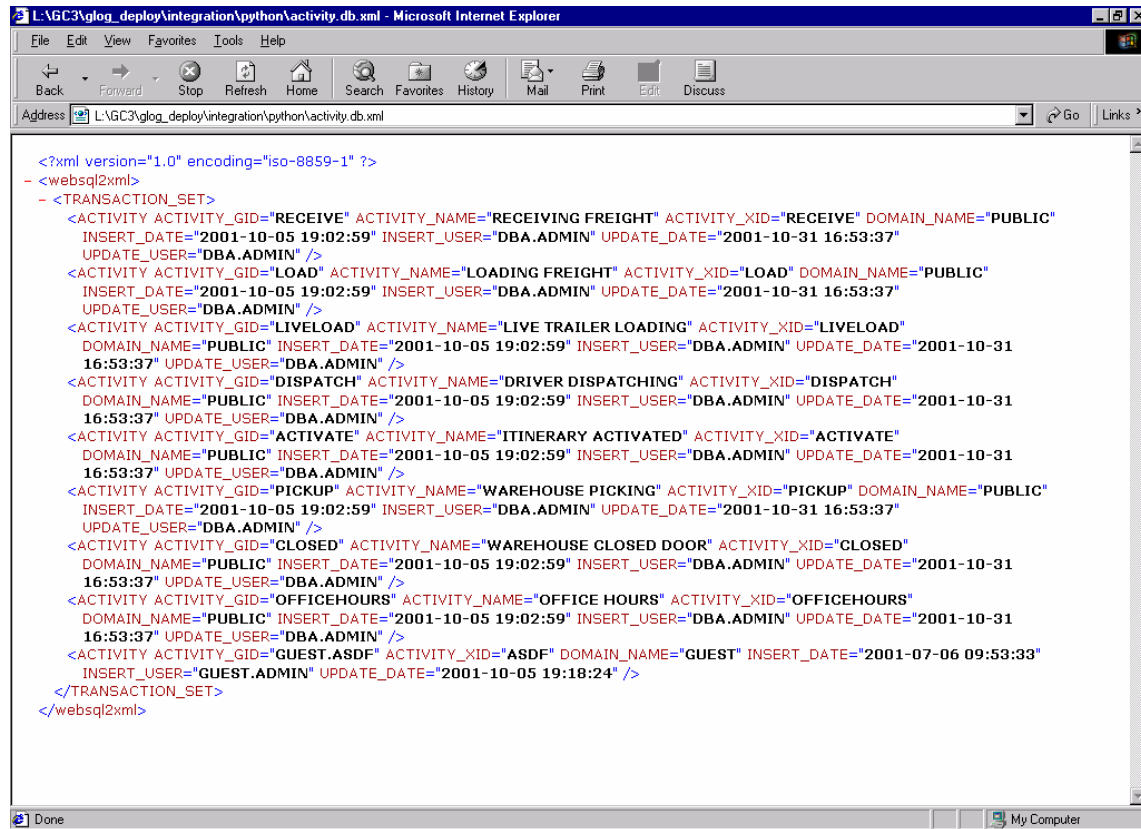 L:\GC3\glog_deploy\integration\python\activity.db.xml - Microsoft Internet Explorer
File Edit View Favorites Tools Help
Back Forward Stop Refresh Home Search Favorites History Mail Print Edit Discuss
Address L:\GC3\glog_deploy\integration\python\activity.db.xml Go Links »
<?xml version="1.0" encoding="iso-8859-1" ?>
- <websql2xml>
- <TRANSACTION_SET>
<ACTIVITY ACTIVITY_GID="RECEIVE" ACTIVITY_NAME="RECEIVING FREIGHT" ACTIVITY_XID="RECEIVE" DOMAIN_NAME="PUBLIC"
INSERT_DATE="2001-10-05 19:02:59" INSERT_USER="DBA.ADMIN" UPDATE_DATE="2001-10-31 16:53:37"
UPDATE_USER="DBA.ADMIN" />
<ACTIVITY ACTIVITY_GID="LOAD" ACTIVITY_NAME="LOADING FREIGHT" ACTIVITY_XID="LOAD" DOMAIN_NAME="PUBLIC"
INSERT_DATE="2001-10-05 19:02:59" INSERT_USER="DBA.ADMIN" UPDATE_DATE="2001-10-31 16:53:37"
UPDATE_USER="DBA.ADMIN" />
<ACTIVITY ACTIVITY_GID="LIVELOAD" ACTIVITY_NAME="LIVE TRAILER LOADING" ACTIVITY_XID="LIVELOAD"
DOMAIN_NAME="PUBLIC" INSERT_DATE="2001-10-05 19:02:59" INSERT_USER="DBA.ADMIN" UPDATE_DATE="2001-10-31
16:53:37" UPDATE_USER="DBA.ADMIN" />
<ACTIVITY ACTIVITY_GID="DISPATCH" ACTIVITY_NAME="DRIVER DISPATCHING" ACTIVITY_XID="DISPATCH"
DOMAIN_NAME="PUBLIC" INSERT_DATE="2001-10-05 19:02:59" INSERT_USER="DBA.ADMIN" UPDATE_DATE="2001-10-31
16:53:37" UPDATE_USER="DBA.ADMIN" />
<ACTIVITY ACTIVITY_GID="ACTIVATE" ACTIVITY_NAME="ITINERARY ACTIVATED" ACTIVITY_XID="ACTIVATE"
DOMAIN_NAME="PUBLIC" INSERT_DATE="2001-10-05 19:02:59" INSERT_USER="DBA.ADMIN" UPDATE_DATE="2001-10-31
16:53:37" UPDATE_USER="DBA.ADMIN" />
<ACTIVITY ACTIVITY_GID="PICKUP" ACTIVITY_NAME="WAREHOUSE PICKING" ACTIVITY_XID="PICKUP" DOMAIN_NAME="PUBLIC"
INSERT_DATE="2001-10-05 19:02:59" INSERT_USER="DBA.ADMIN" UPDATE_DATE="2001-10-31 16:53:37"
UPDATE_USER="DBA.ADMIN" />
<ACTIVITY ACTIVITY_GID="CLOSED" ACTIVITY_NAME="WAREHOUSE CLOSED DOOR" ACTIVITY_XID="CLOSED"
DOMAIN_NAME="PUBLIC" INSERT_DATE="2001-10-05 19:02:59" INSERT_USER="DBA.ADMIN" UPDATE_DATE="2001-10-31
16:53:37" UPDATE_USER="DBA.ADMIN" />
<ACTIVITY ACTIVITY_GID="OFFICEHOURS" ACTIVITY_NAME="OFFICE HOURS" ACTIVITY_XID="OFFICEHOURS"
DOMAIN_NAME="PUBLIC" INSERT_DATE="2001-10-05 19:02:59" INSERT_USER="DBA.ADMIN" UPDATE_DATE="2001-10-31
16:53:37" UPDATE_USER="DBA.ADMIN" />
<ACTIVITY ACTIVITY_GID="GUEST.ASDF" ACTIVITY_XID="ASDF" DOMAIN_NAME="GUEST" INSERT_DATE="2001-07-06 09:53:33"
INSERT_USER="GUEST.ADMIN" UPDATE_DATE="2001-10-05 19:18:24" />
</TRANSACTION_SET>
</websql2xml>
Done My Computer